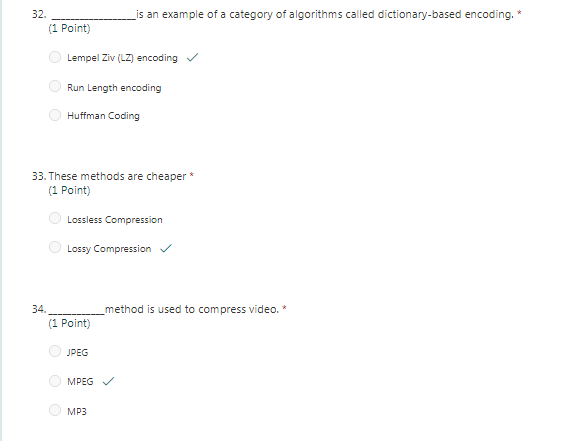 32. ________________is an example of a category of algorithms called dictionary-based encoding. *
(1 Point)
Lempel Ziv (LZ) encoding
Run Length encoding
Huffman Coding
33. These methods are cheaper *
(1 Point)
Lossless Compression
Lossy Compression
34. ___________method is used to compress video. *
(1 Point)
JPEG
MPEG
MP3